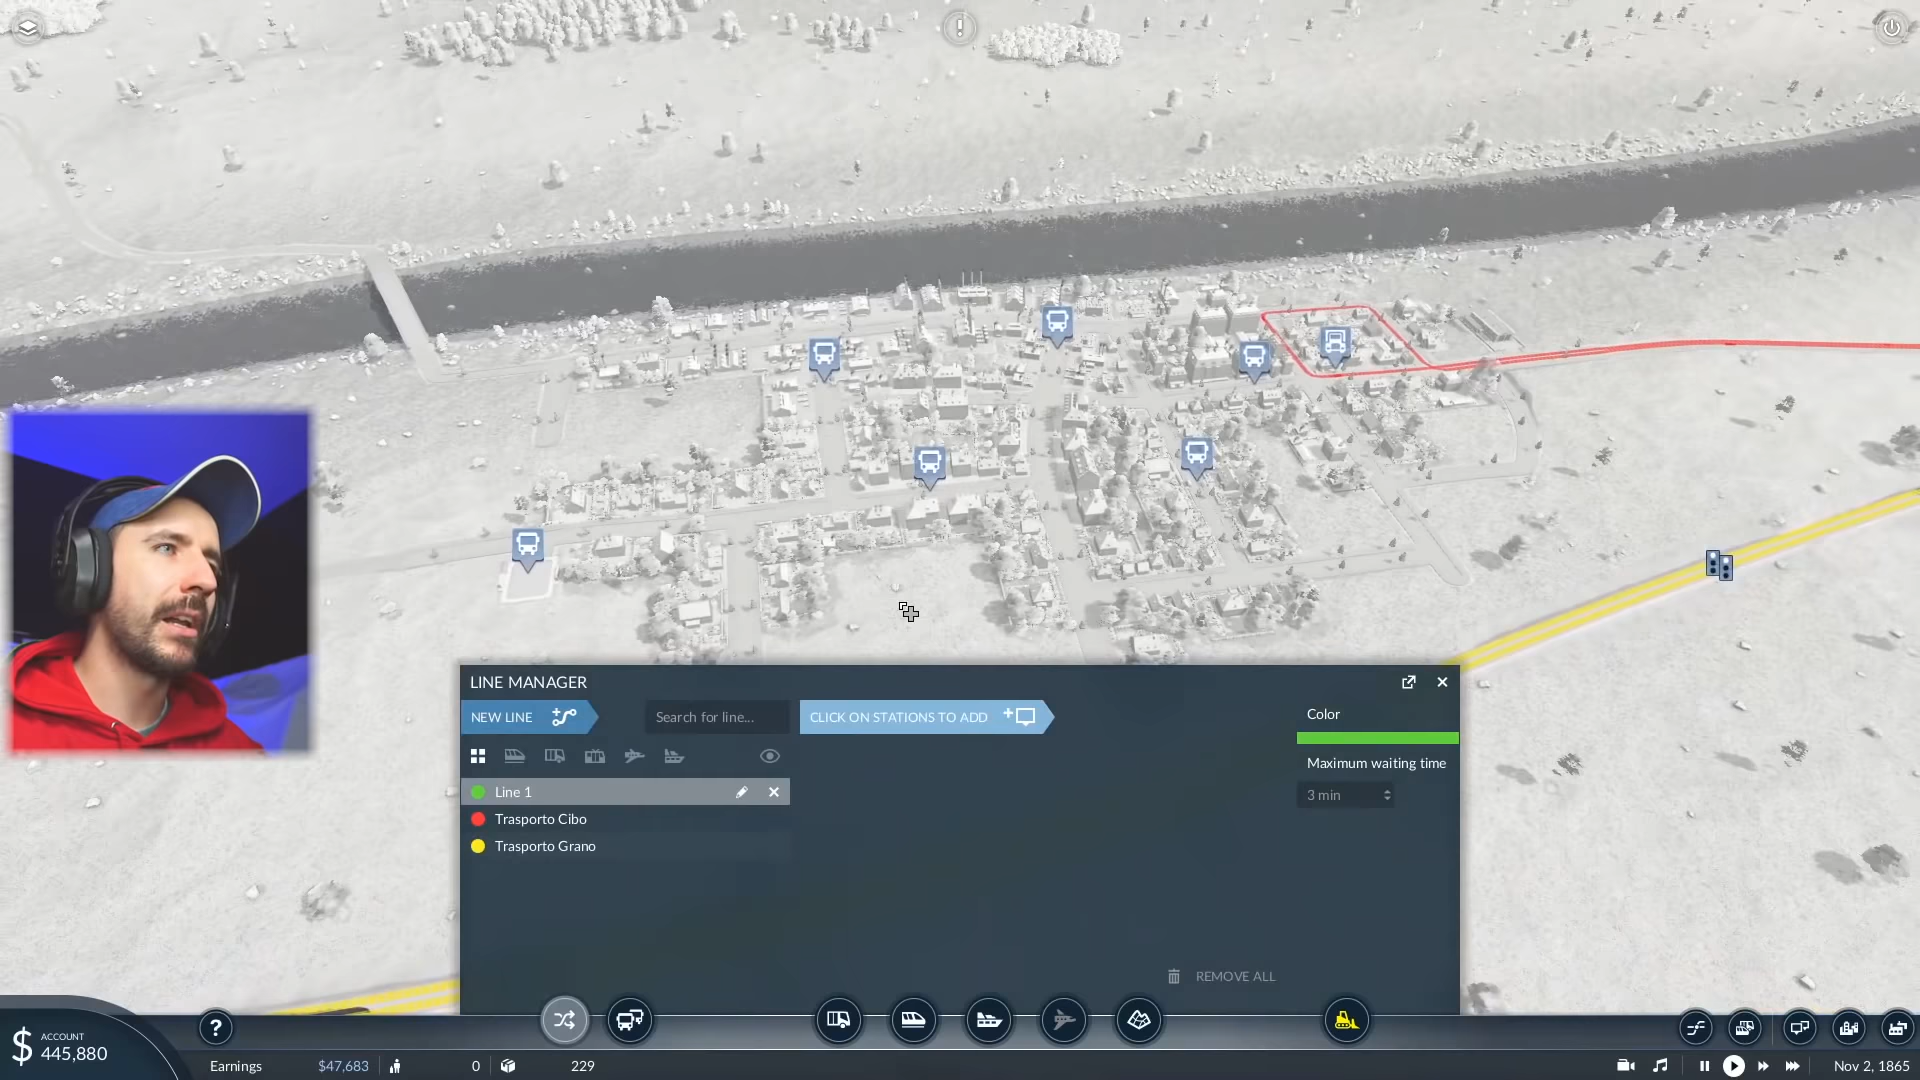 LINE MANAGER
NEW LINE
Search for line...
CLICK ON STATIONS TO ADD
Color
Maximum waiting time
3 min
Line 1
Trasporto Cibo
Trasporto Grano
REMOVE ALL
?
$ ACCOUNT
445,880
Earnings $47,683 0 229
Nov 2, 1865